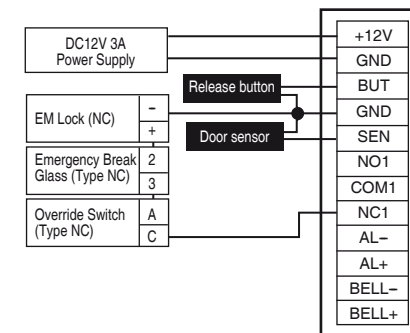 DC12V 3A
Power Supply
Release button
EM Lock (NC)
−
+
Door sensor
Emergency Break
Glass (Type NC)
2
3
Override Switch
(Type NC)
A
C
+12V
GND
BUT
GND
SEN
NO1
COM1
NC1
AL−
AL+
BELL−
BELL+